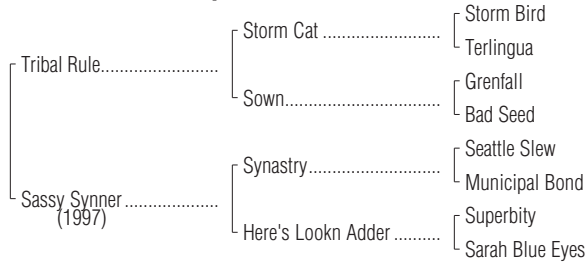 Storm Bird
Storm Cat ........................
Terlingua
Tribal Rule........................
Grenfall
Sown................................
Bad Seed
Seattle Slew
Synastry...........................
Municipal Bond
Sassy Synner ...................
(1997)
Superbity
Here's Lookn Adder ..........
Sarah Blue Eyes